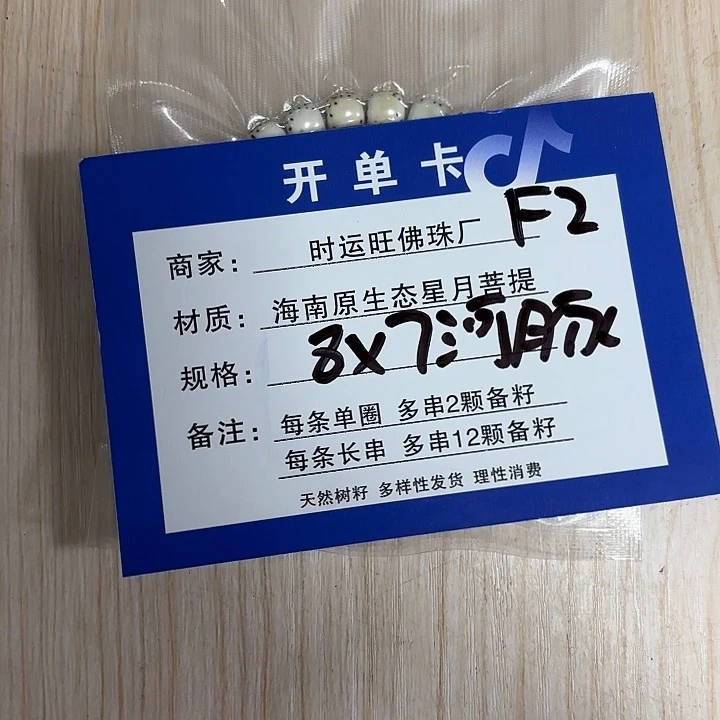 开单卡
商家： 时运旺佛珠厂 F2
材质： 海南原生态星月菩提
规格： 8X7
备注： 每条单圈 多串2颗备籽
每条长串 多串12颗备籽
天然树籽 多样性发货 理性消费